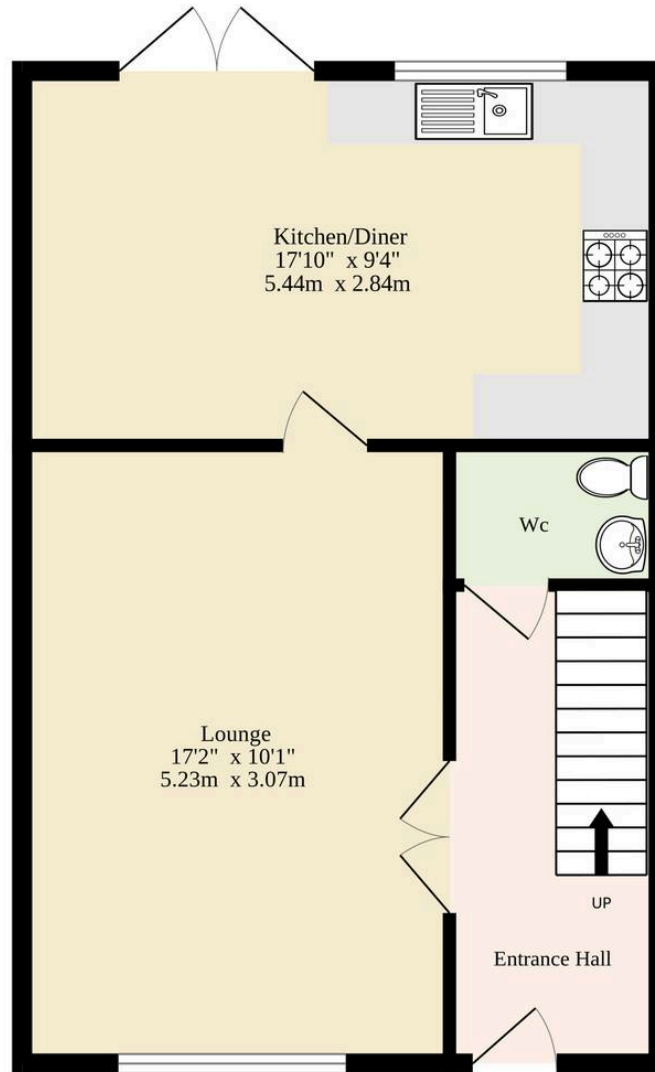 Kitchen/Diner
17'10" x 9'4"
5.44m x 2.84m
Wc
Lounge
17'2" x 10'1"
5.23m x 3.07m
UP
Entrance Hall